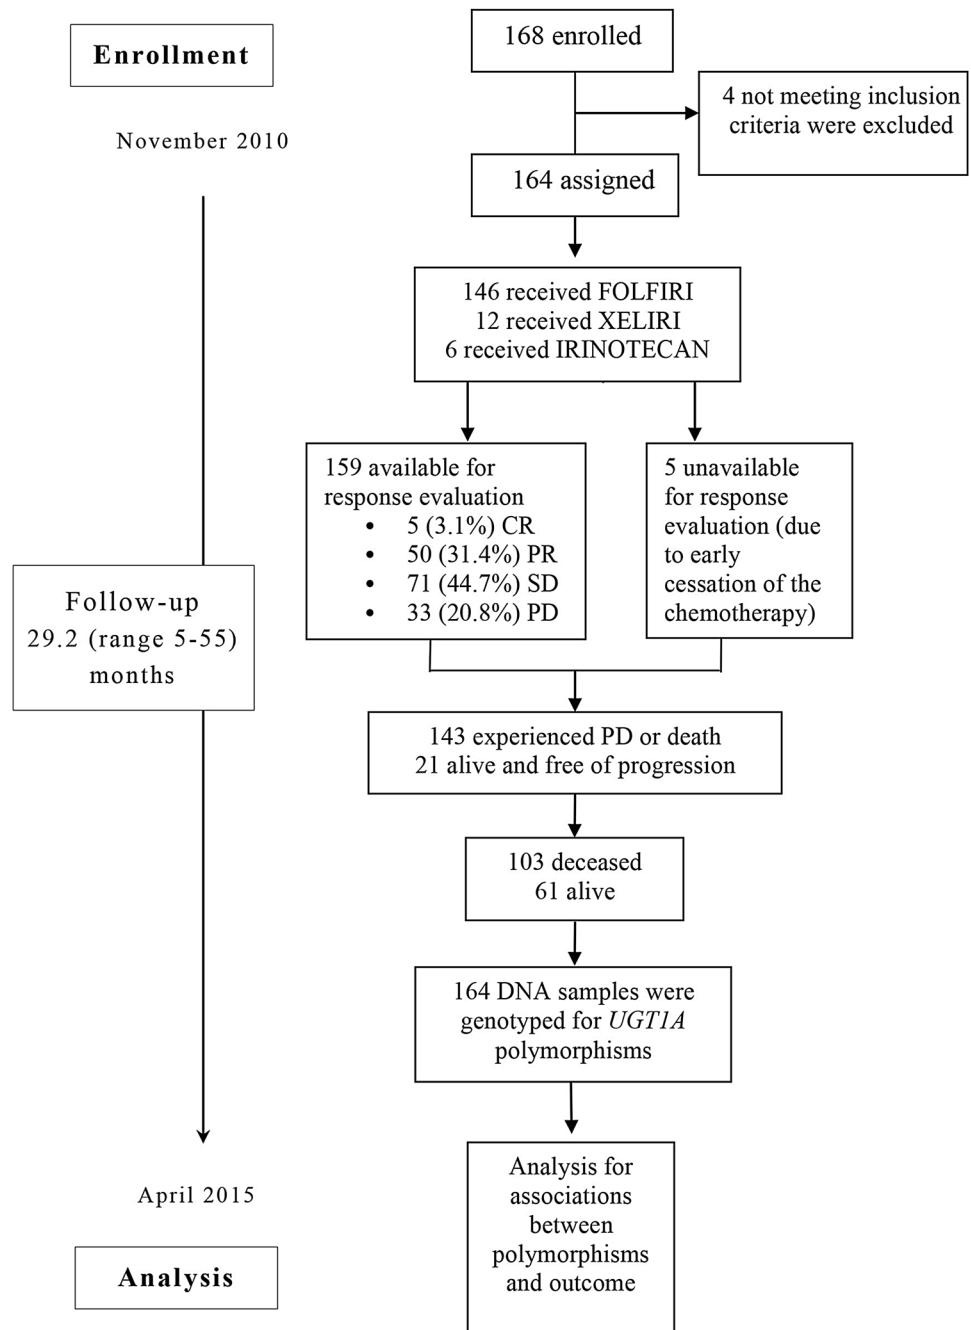 Enrollment
November 2010
168 enrolled
4 not meeting inclusion
criteria were excluded
164 assigned
146 received FOLFIRI
12 received XELIRI
6 received IRINOTECAN
159 available for
response evaluation
• 5 (3.1%) CR
• 50 (31.4%) PR
• 71 (44.7%) SD
• 33 (20.8%) PD
5 unavailable
for response
evaluation (due
to early
cessation of the
chemotherapy)
Follow-up
29.2 (range 5-55)
months
143 experienced PD or death
21 alive and free of progression
103 deceased
61 alive
164 DNA samples were
genotyped for UGT1A
polymorphisms
Analysis for
associations
between
polymorphisms
and outcome
April 2015
Analysis